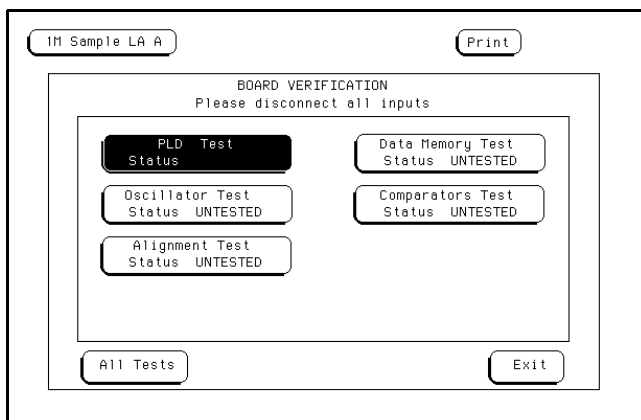 1M Sample LA A
Print
BOARD VERIFICATION
Please disconnect all inputs
PLD Test
Status
Data Memory Test
Status UNTESTED
Oscillator Test
Status UNTESTED
Comparators Test
Status UNTESTED
Alignment Test
Status UNTESTED
All Tests
Exit